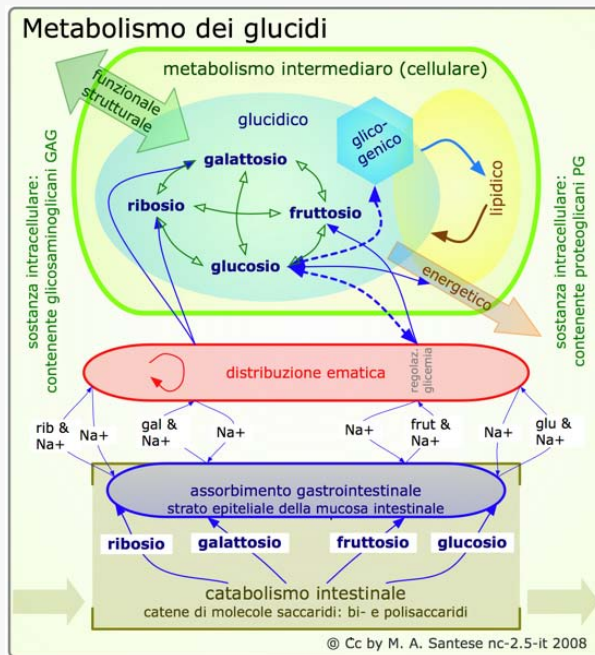 Metabolismo dei glucidi
funzionale
strutturale
metabolismo intermediaro (cellulare)
glucidico
glico-
genico
lipidico
galattosio
ribosio
fruttosio
glucosio
energetico
sostanza intracellulare:
contenente glicosaminoglicani GAG
sostanza intracellulare:
contenente proteoglicani PG
distribuzione ematica
regolaz.
glicemia
rib &
Na+
Na+
gal &
Na+
Na+
Na+
frut &
Na+
Na+
glu &
Na+
assorbimento gastrointestinale
strato epiteliale della mucosa intestinale
ribosio
galattosio
fruttosio
glucosio
catabolismo intestinale
catene di molecole saccaridi: bi- e polisaccaridi
@ Cc by M. A. Santese nc-2.5-it 2008